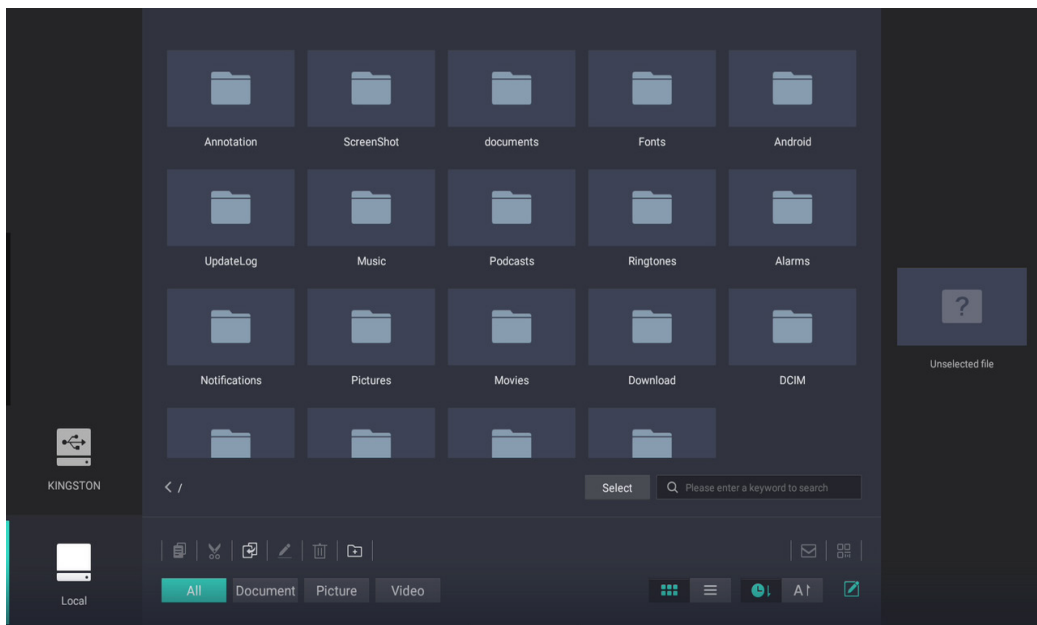 Annotation
ScreenShot
documents
Fonts
Android
UpdateLog
Music
Podcasts
Ringtones
Alarms
Notifications
Pictures
Movies
Download
DCIM
?
Unselected file
KINGSTON
Local
/
Select
Please enter a keyword to search
All
Document
Picture
Video
A